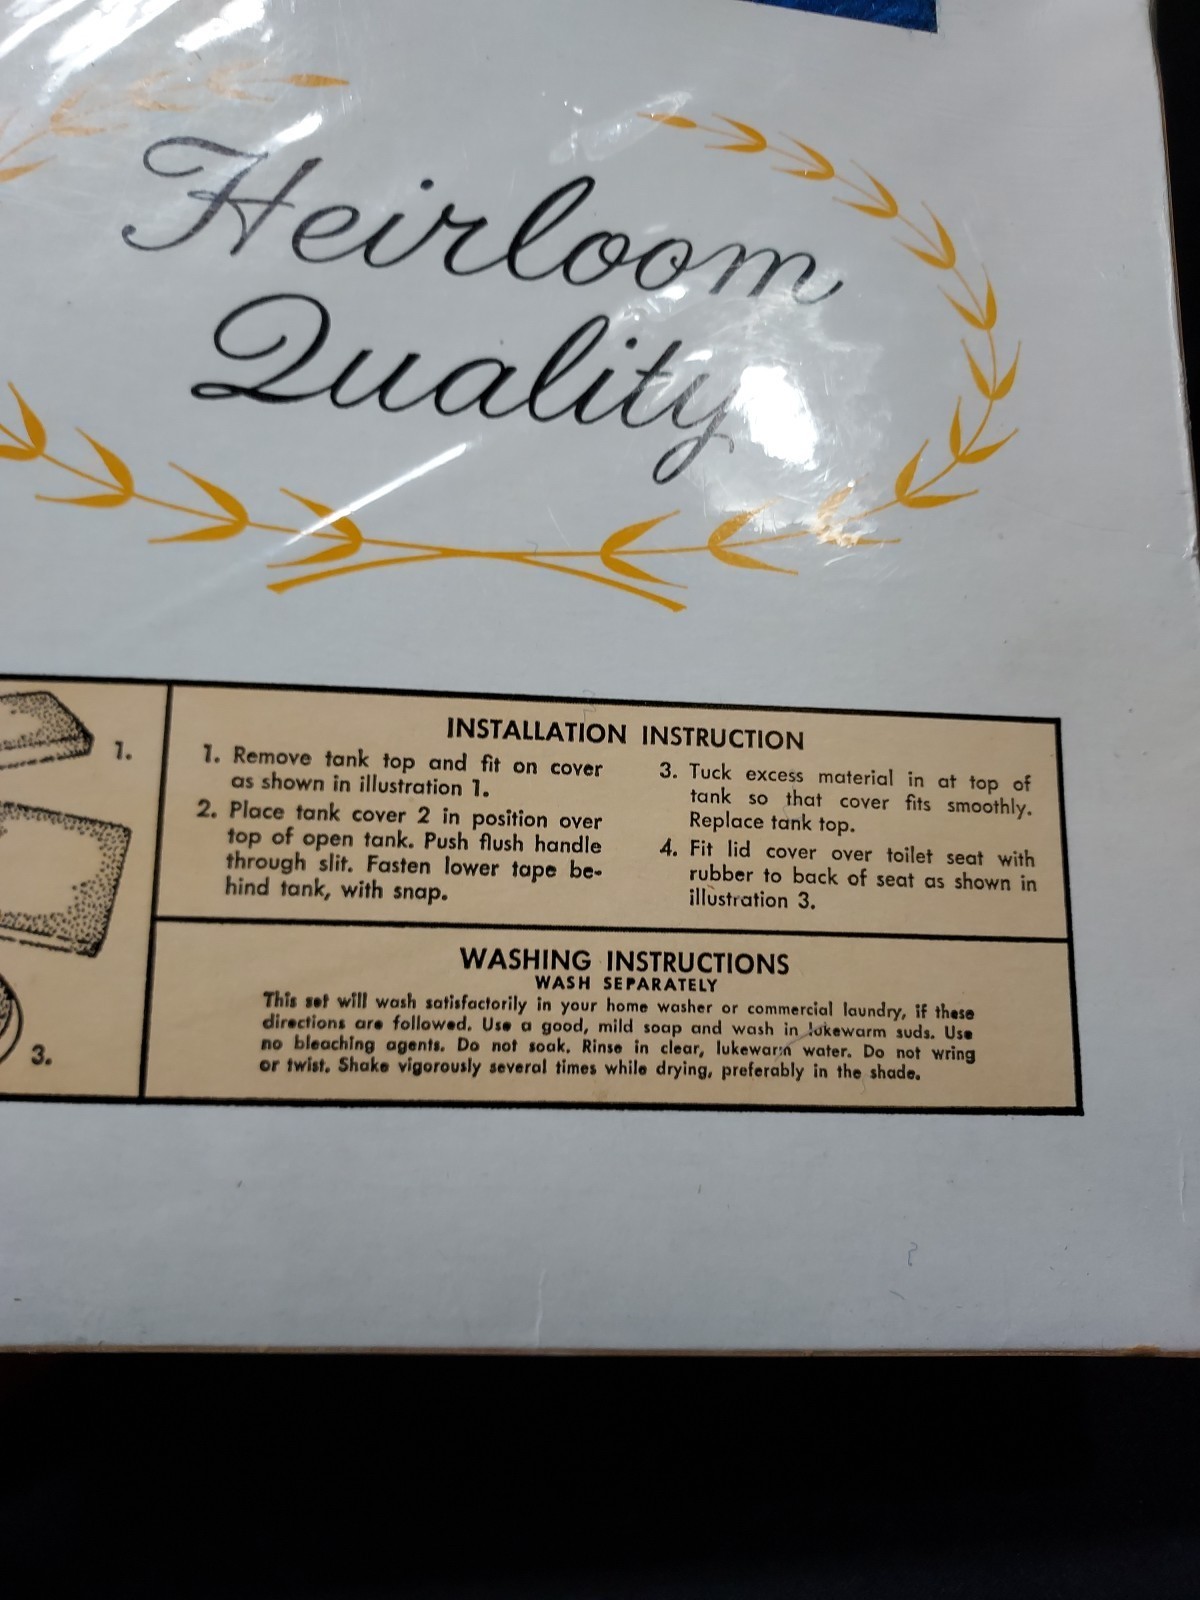 Heirloom
Quality
1.
3.
INSTALLATION INSTRUCTION
1. Remove tank top and fit on cover
as shown in illustration 1.
2. Place tank cover 2 in position over
top of open tank. Push flush handle
through slit. Fasten lower tape be-
hind tank, with snap.
3. Tuck excess material in at top of
tank so that cover fits smoothly.
Replace tank top.
4. Fit lid cover over toilet seat with
rubber to back of seat as shown in
illustration 3.
WASHING INSTRUCTIONS
WASH SEPARATELY
This set will wash satisfactorily in your home washer or commercial laundry, if these
directions are followed. Use a good, mild soap and wash in lukewarm suds. Use
no bleaching agents. Do not soak. Rinse in clear, lukewarm water. Do not wring
or twist. Shake vigorously several times while drying, preferably in the shade.